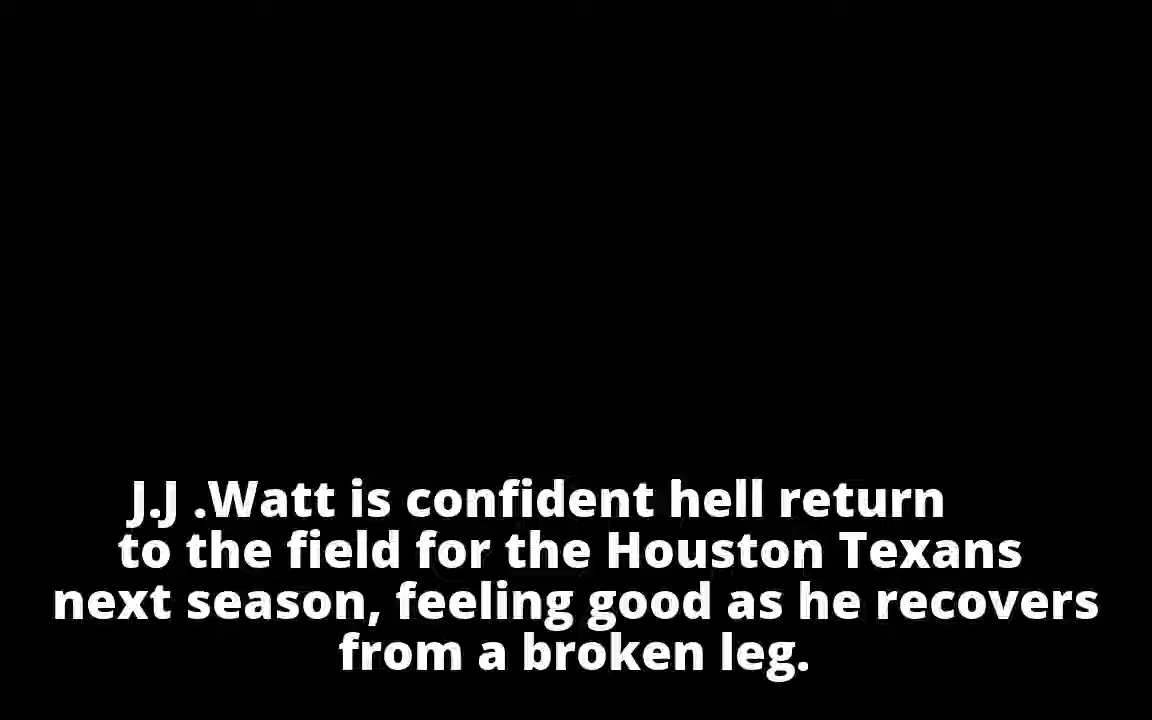 J.J .Watt is confident hell return
to the field for the Houston Texans
next season, feeling good as he recovers
from a broken leg.